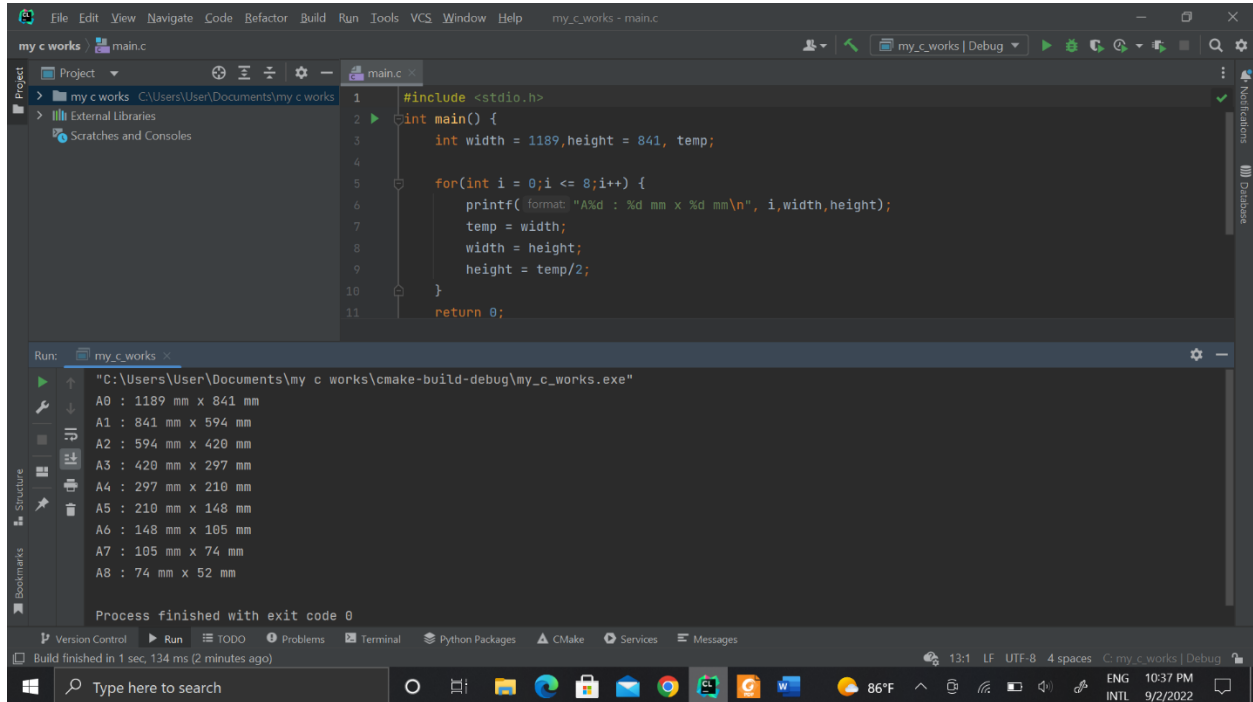 File Edit View Navigate Code Refactor Build Run Tools VCS Window Help my_c_works - main.c
my c works main.c my_c_works | Debug
Project main.c
my c works C:\Users\User\Documents\my c works
External Libraries
Scratches and Consoles
Project
Notifications
Database
1 #include <stdio.h>
2 int main() {
3 int width = 1189,height = 841, temp;
4
5 for(int i = 0;i <= 8;i++) {
6 printf( format: "A%d : %d mm x %d mm\n", i,width,height);
7 temp = width;
8 width = height;
9 height = temp/2;
10 }
11 return 0;
Run: my_c_works
"C:\Users\User\Documents\my c works\cmake-build-debug\my_c_works.exe"
A0 : 1189 mm x 841 mm
A1 : 841 mm x 594 mm
A2 : 594 mm x 420 mm
A3 : 420 mm x 297 mm
A4 : 297 mm x 210 mm
A5 : 210 mm x 148 mm
A6 : 148 mm x 105 mm
A7 : 105 mm x 74 mm
A8 : 74 mm x 52 mm
Process finished with exit code 0
Structure
Bookmarks
Version Control Run TODO Problems Terminal Python Packages CMake Services Messages
Build finished in 1 sec, 134 ms (2 minutes ago) 13:1 LF UTF-8 4 spaces C: my_c_works | Debug
Type here to search 86°F ENG 10:37 PM
INTL 9/2/2022